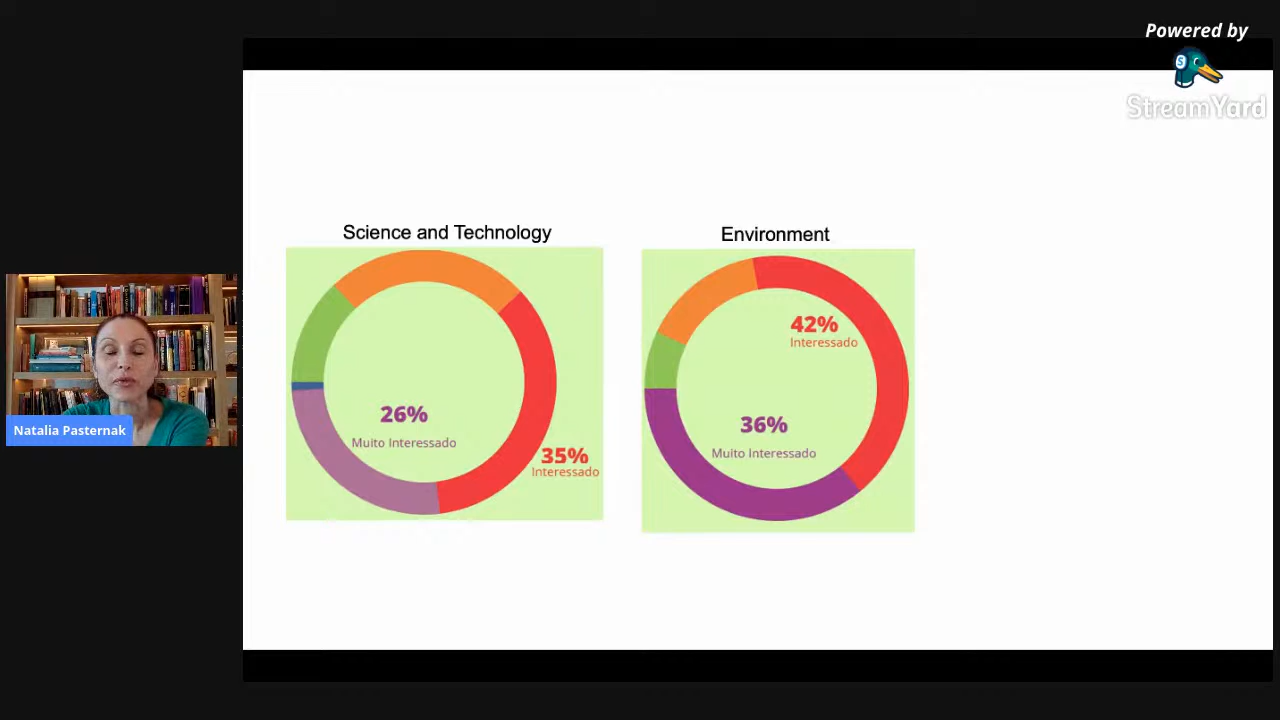 Powered by
StreamYard
Science and Technology
26%
Muito Interessado
35%
Interessado
Environment
42%
Interessado
36%
Muito Interessado
Natalia Pasternak